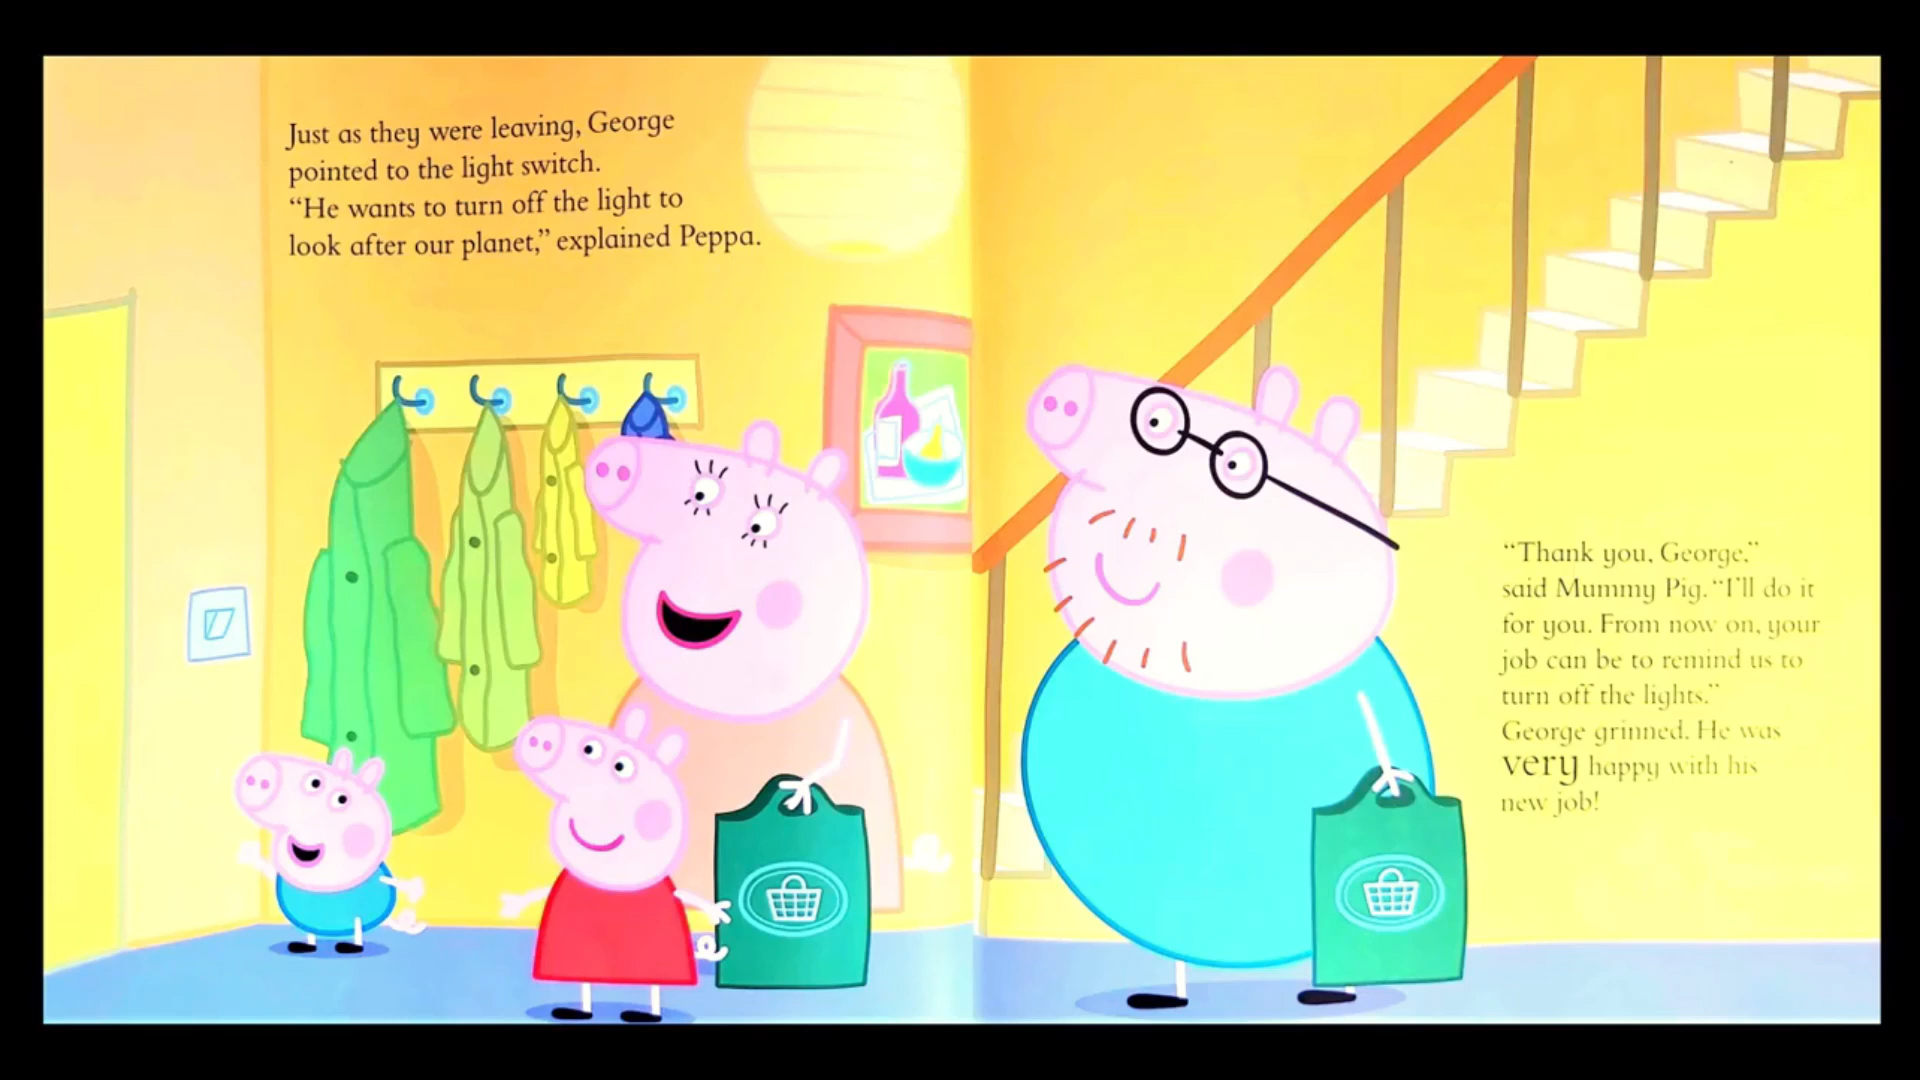 Just as they were leaving, George
pointed to the light switch.
“He wants to turn off the light to
look after our planet,” explained Peppa.
“Thank you, George,”
said Mummy Pig. “I’ll do it
for you. From now on, your
job can be to remind us to
turn off the lights.”
George grinned. He was
very happy with his
new job!